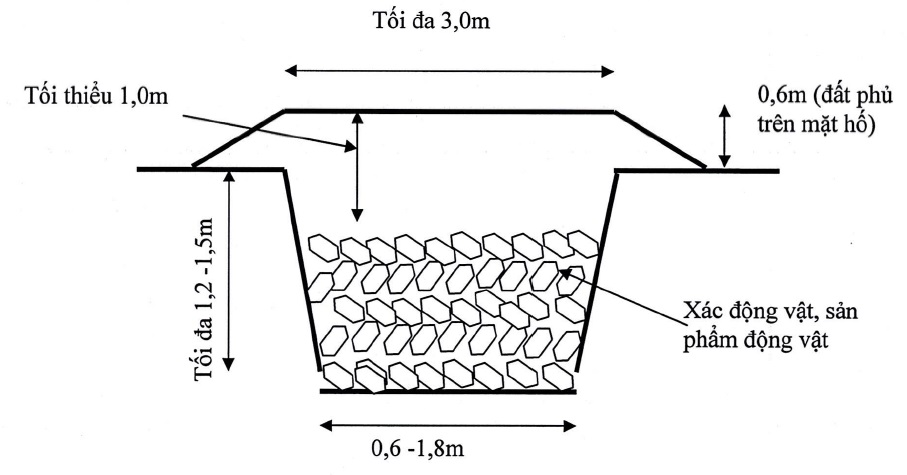 Tối đa 3,0m
Tối thiểu 1,0m
0,6m (đất phủ
trên mặt hố)
Tối đa 1,2 -1,5m
Xác động vật, sản
phẩm động vật
0,6 -1,8m